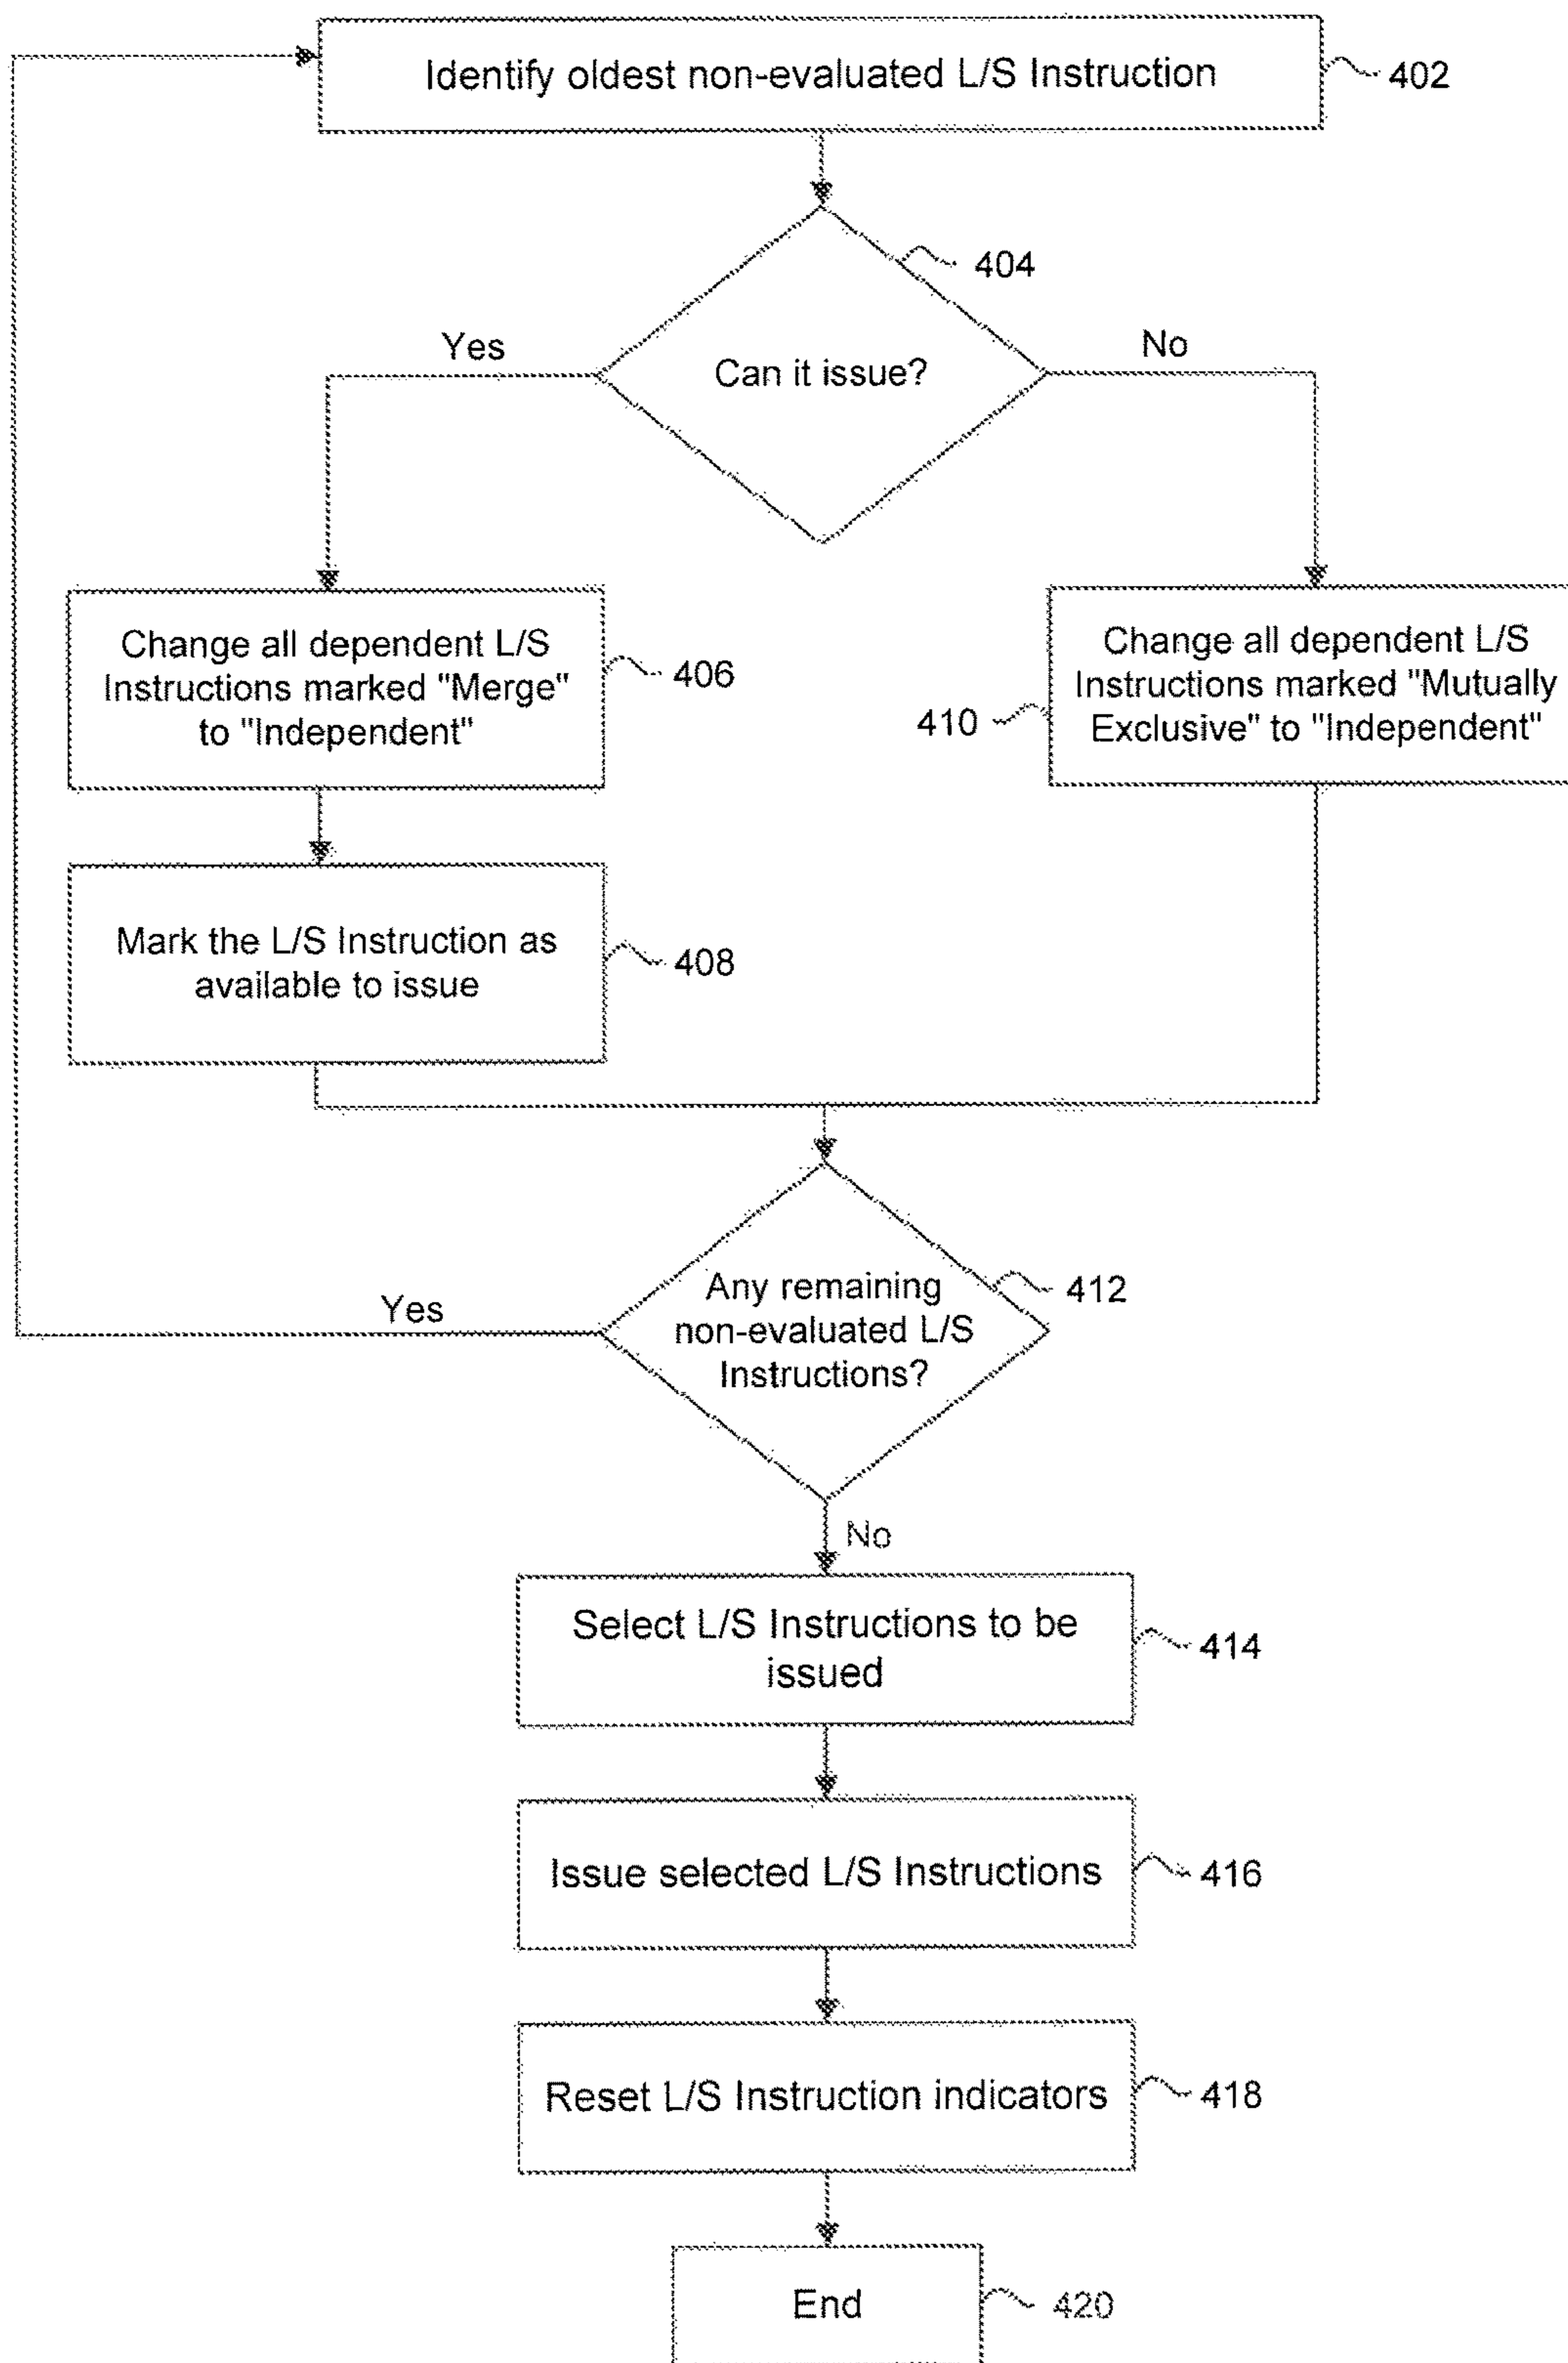 Identify oldest non-evaluated L/S Instruction
402
404
Can it issue?
Yes
No
Change all dependent L/S
Instructions marked "Merge"
to "Independent"
406
Change all dependent L/S
Instructions marked "Mutually
Exclusive" to "Independent"
410
Mark the L/S Instruction as
available to issue
408
412
Any remaining
non-evaluated L/S
Instructions?
Yes
No
Select L/S Instructions to be
issued
414
Issue selected L/S Instructions
416
Reset L/S Instruction indicators
418
End
420